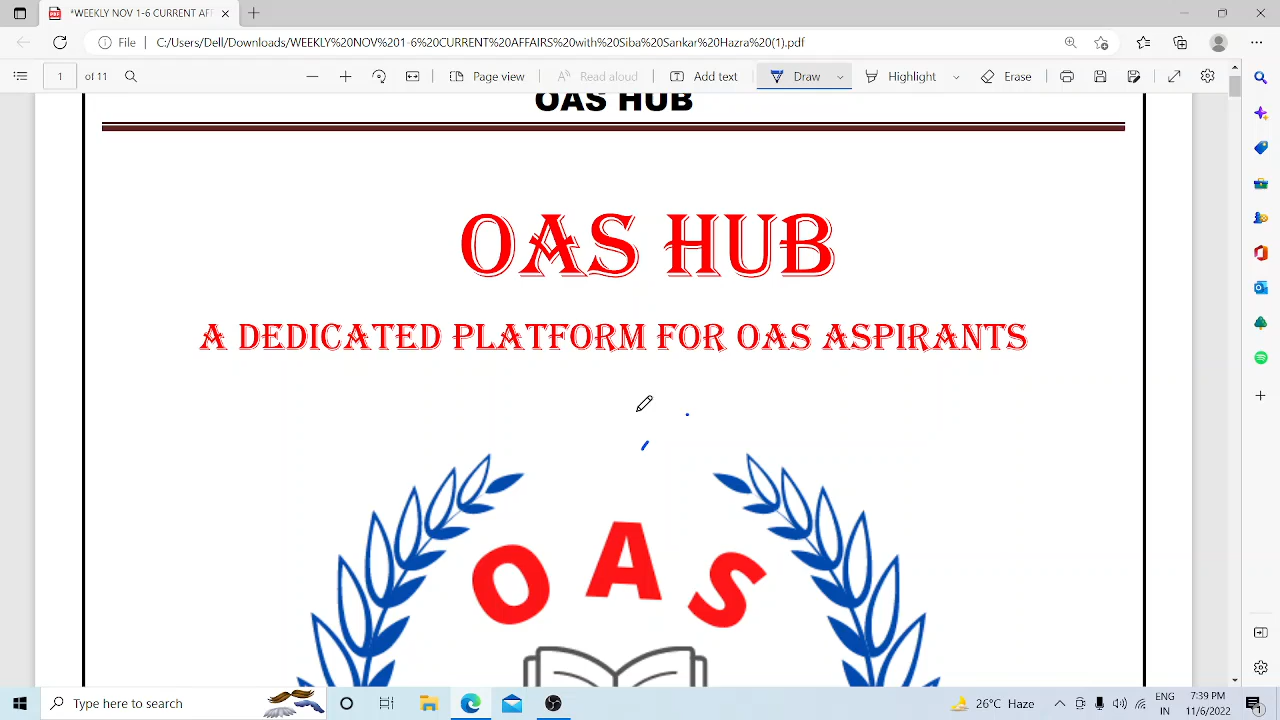 *WEEKLY NOV 1-6 CURRENT AFFAIRS
File C:/Users/Dell/Downloads/WEEKLY%20NOV%201-6%20CURRENT%20AFFAIRS%20with%20Siba%20Sankar%20Hazra%20(1).pdf
1 of 11 Page view Read aloud Add text Draw Highlight Erase
OAS HUB
OAS HUB
A DEDICATED PLATFORM FOR OAS ASPIRANTS
OAS
Type here to search
26°C Haze
ENG
IN
7:39 PM
11/6/2022